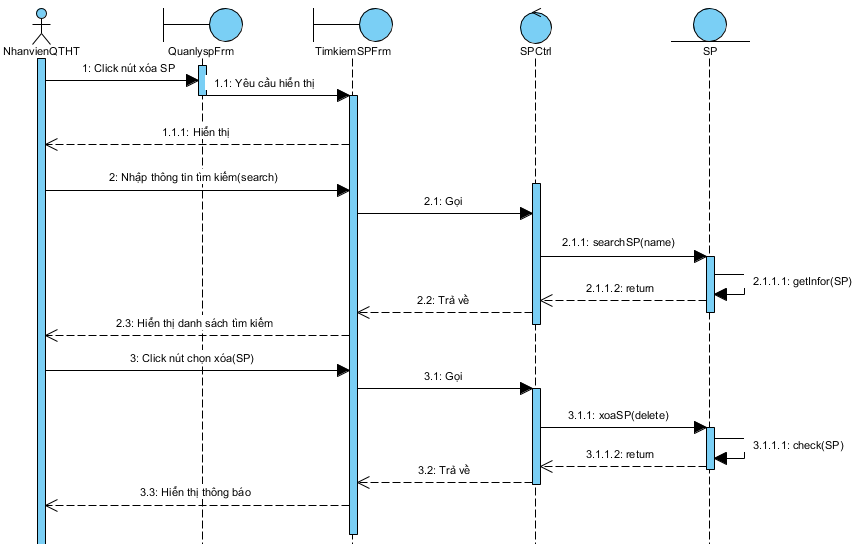 NhanvienQTHT
QuanlyspFrm
TimkiemSPFrm
SPCtrl
SP
1: Click nút xóa SP
1.1: Yêu cầu hiển thị
1.1.1: Hiển thị
2: Nhập thông tin tìm kiếm(search)
2.1: Gọi
2.1.1: searchSP(name)
2.1.1.1: getInfor(SP)
2.1.1.2: return
2.2: Trả về
2.3: Hiển thị danh sách tìm kiếm
3: Click nút chọn xóa(SP)
3.1: Gọi
3.1.1: xoaSP(delete)
3.1.1.1: check(SP)
3.1.1.2: return
3.2: Trả về
3.3: Hiển thị thông báo